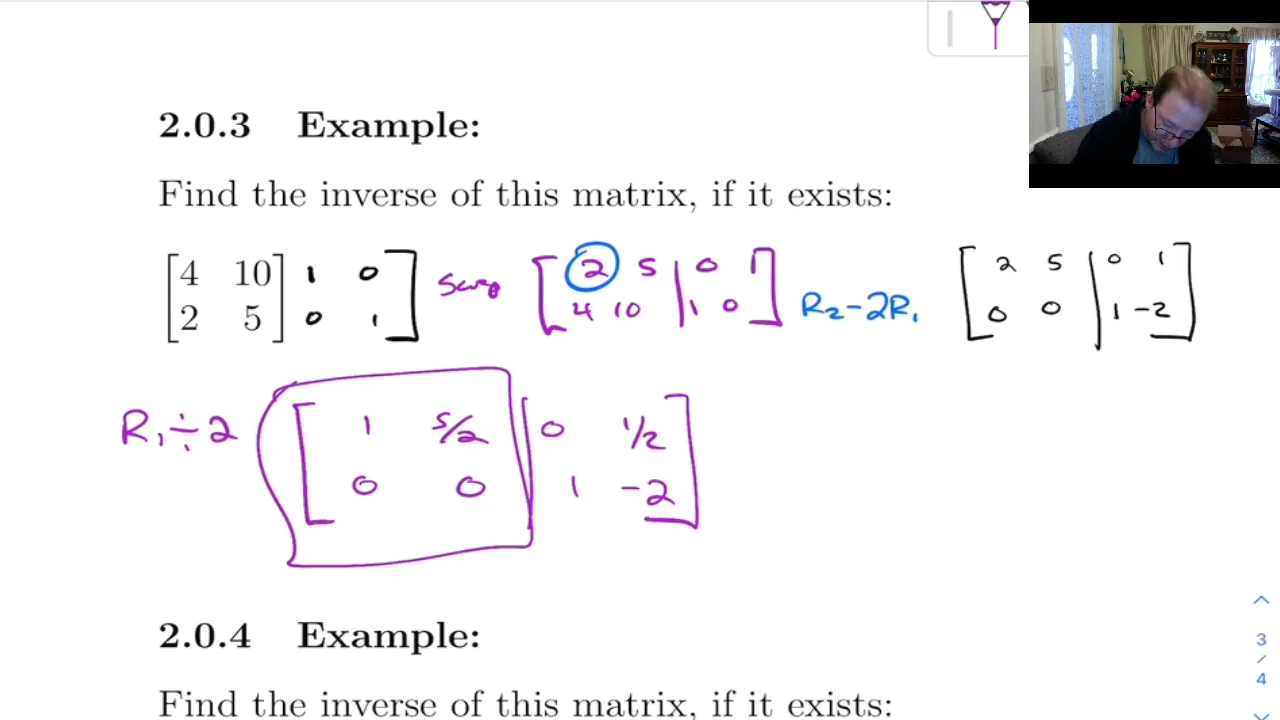 2.0.3 Example:
Find the inverse of this matrix, if it exists:
4 10 1 0 Swap 2 5 0 1 R₂-2R₁ 2 5 0 1
2 5 0 1 4 10 1 0 0 0 1 -2
R₁÷2 1 5/2 0 1/2
0 0 1 -2
2.0.4 Example:
Find the inverse of this matrix, if it exists:
3
/
4